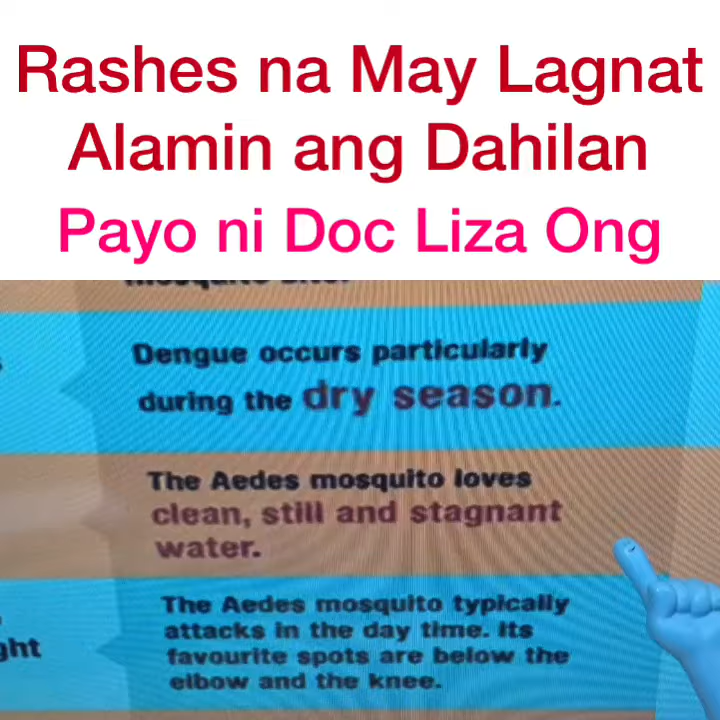 Rashes na May Lagnat
Alamin ang Dahilan
Payo ni Doc Liza Ong
Dengue occurs particularly
during the dry season.
The Aedes mosquito loves
clean, still and stagnant
water.
The Aedes mosquito typically
attacks in the day time. Its
favourite spots are below the
elbow and the knee.